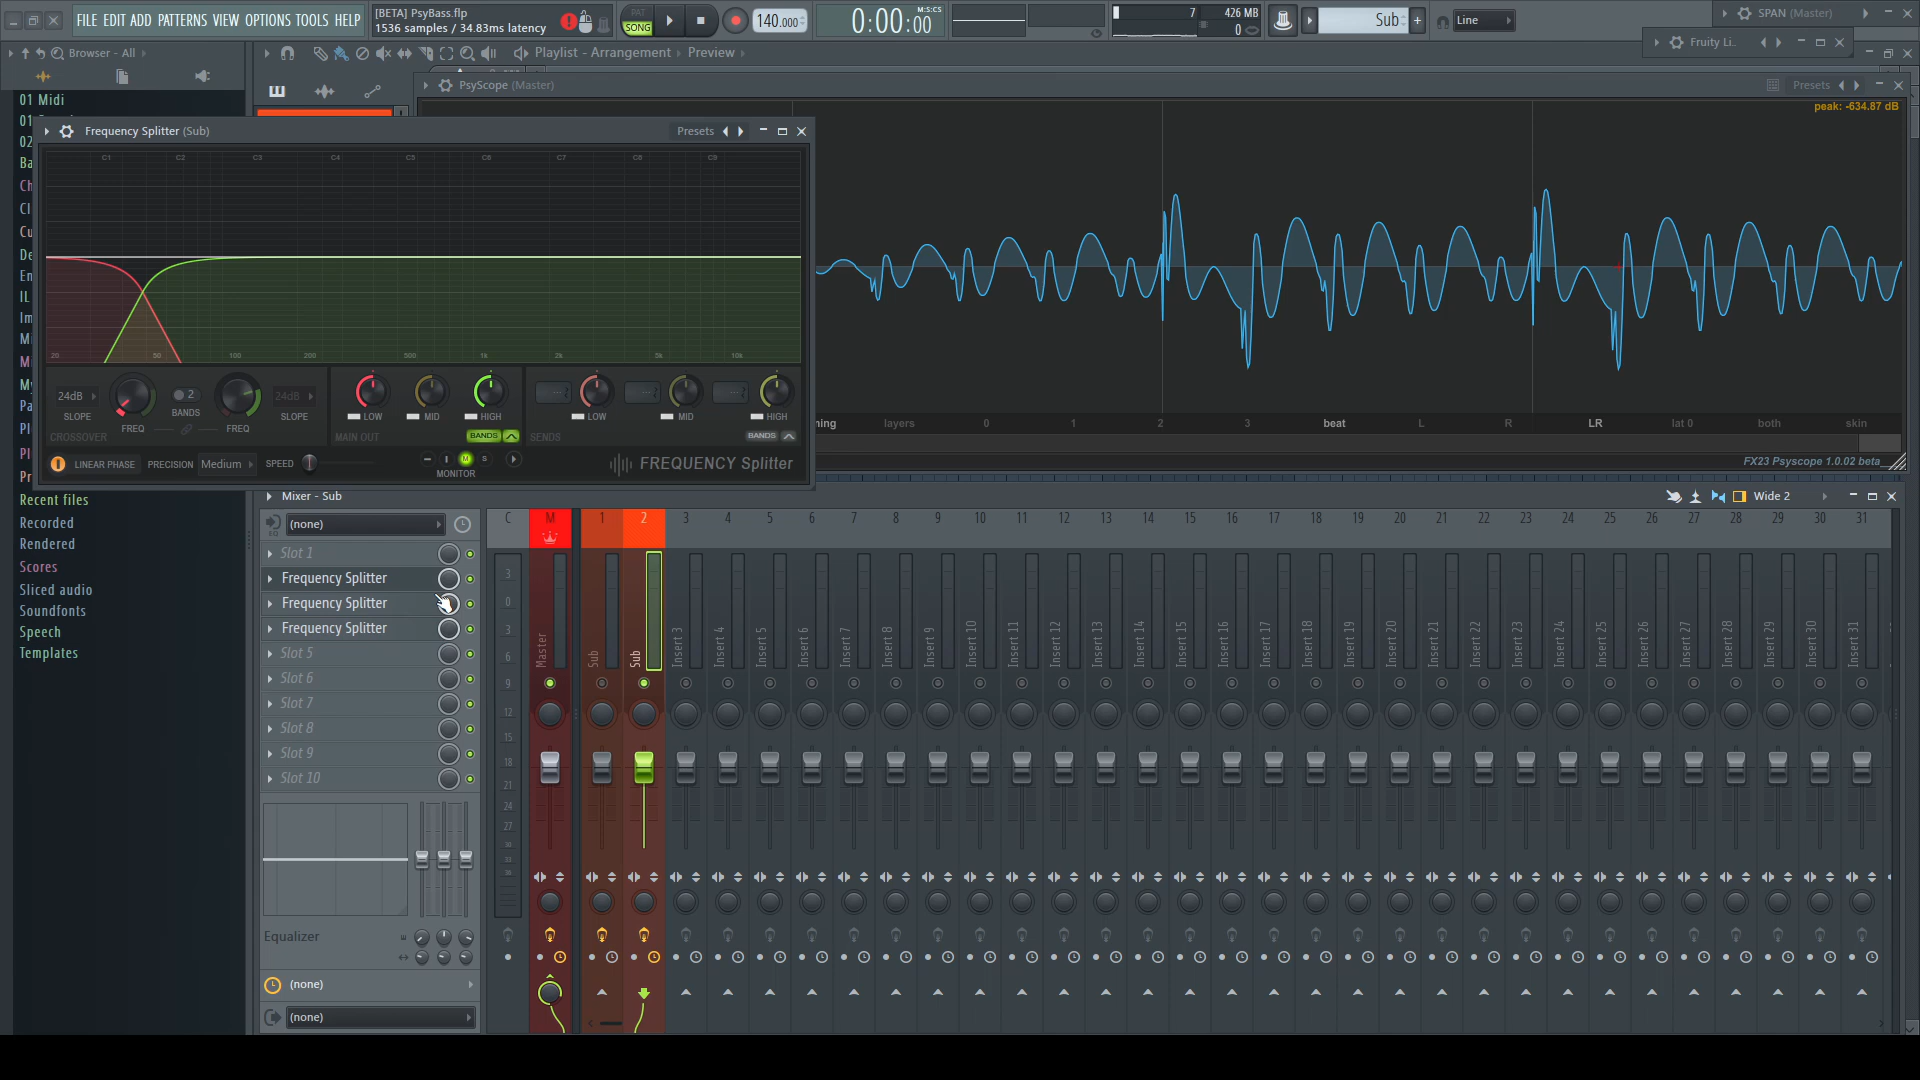 FILE EDIT ADD PATTERNS VIEW OPTIONS TOOLS HELP
[BETA] PsyBass.flp
1536 samples / 34.83ms latency
PAT
SONG
140.000
0:00:00
M:S:CS
7
426 MB
0
Sub
Line
SPAN (Master)
Browser - All
Playlist - Arrangement
Preview
Fruity Li..
PsyScope (Master)
Presets
peak: -634.87 dB
01 Midi
Recent files
Recorded
Rendered
Scores
Sliced audio
Soundfonts
Speech
Templates
Frequency Splitter (Sub)
Presets
C1 C2 C3 C4 C5 C6 C7 C8 C9
20 50 100 200 500 1k 2k 5k 10k
24dB 2 24dB
SLOPE BANDS SLOPE
FREQ FREQ
CROSSOVER
LOW MID HIGH
MAIN OUT
BANDS
LOW MID HIGH
SENDS
BANDS
LINEAR PHASE PRECISION Medium SPEED
M S
MONITOR
FREQUENCY Splitter
layers 0 1 2 3 beat L R LR lat 0 both skin
FX23 Psyscope 1.0.02 beta
Mixer - Sub
Wide 2
(none)
Slot 1
Frequency Splitter
Frequency Splitter
Frequency Splitter
Slot 5
Slot 6
Slot 7
Slot 8
Slot 9
Slot 10
Equalizer
(none)
(none)
C M 1 2 3 4 5 6 7 8 9 10 11 12 13 14 15 16 17 18 19 20 21 22 23 24 25 26 27 28 29 30 31
3
0
3
6
9
12
15
18
21
24
27
Master
Sub
Sub
Insert 3
Insert 4
Insert 5
Insert 6
Insert 7
Insert 8
Insert 9
Insert 10
Insert 11
Insert 12
Insert 13
Insert 14
Insert 15
Insert 16
Insert 17
Insert 18
Insert 19
Insert 20
Insert 21
Insert 22
Insert 23
Insert 24
Insert 25
Insert 26
Insert 27
Insert 28
Insert 29
Insert 30
Insert 31